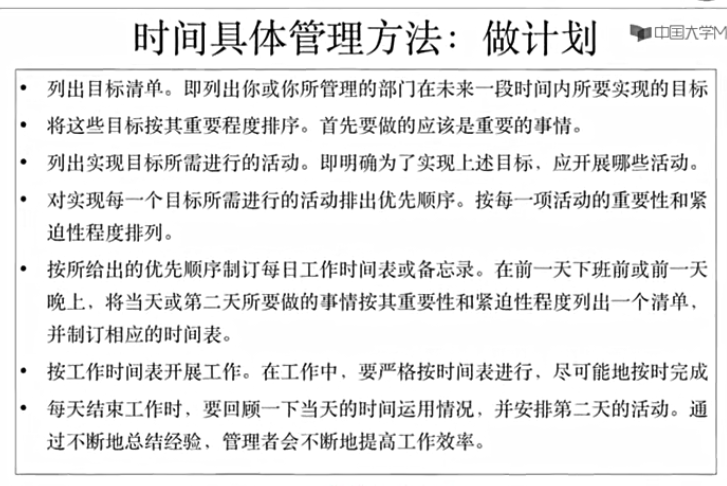 时间具体管理方法：做计划
中国大学M
• 列出目标清单。即列出你或你所管理的部门在未来一段时间内所要实现的目标
• 将这些目标按其重要程度排序。首先要做的应该是重要的事情。
• 列出实现目标所需进行的活动。即明确为了实现上述目标，应开展哪些活动。
• 对实现每一个目标所需进行的活动排出优先顺序。按每一项活动的重要性和紧
迫性程度排列。
• 按所给出的优先顺序制订每日工作时间表或备忘录。在前一天下班前或前一天
晚上，将当天或第二天所要做的事情按其重要性和紧迫性程度列出一个清单，
并制订相应的时间表。
• 按工作时间表开展工作。在工作中，要严格按时间表进行，尽可能地按时完成
• 每天结束工作时，要回顾一下当天的时间运用情况，并安排第二天的活动。通
过不断地总结经验，管理者会不断地提高工作效率。